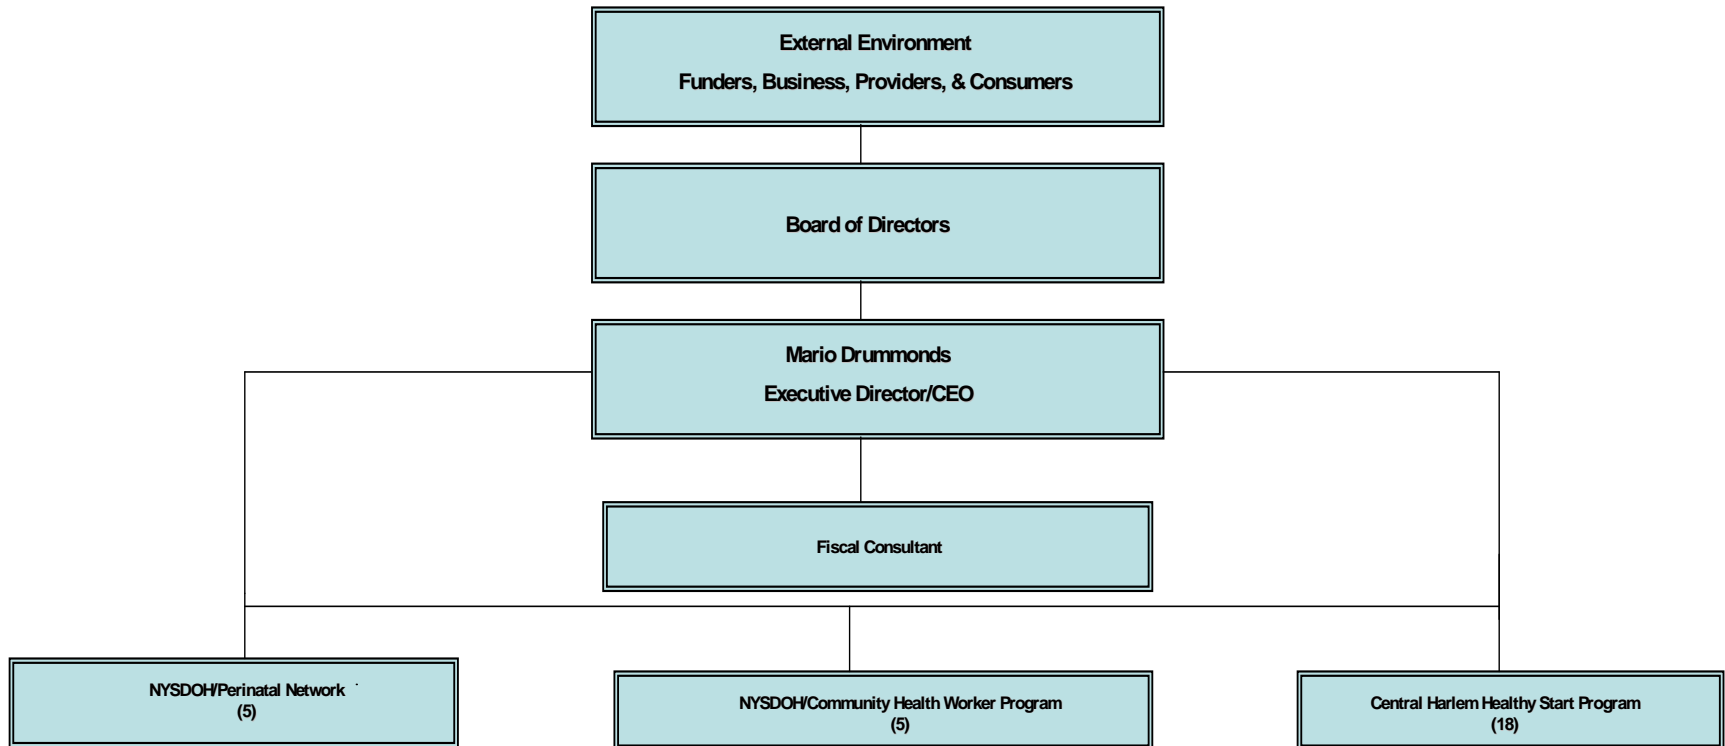 External Environment
Funders, Business, Providers, & Consumers
Board of Directors
Mario Drummonds
Executive Director/CEO
Fiscal Consultant
NYSDOH/Perinatal Network
(5)
NYSDOH/Community Health Worker Program
(5)
Central Harlem Healthy Start Program
(18)